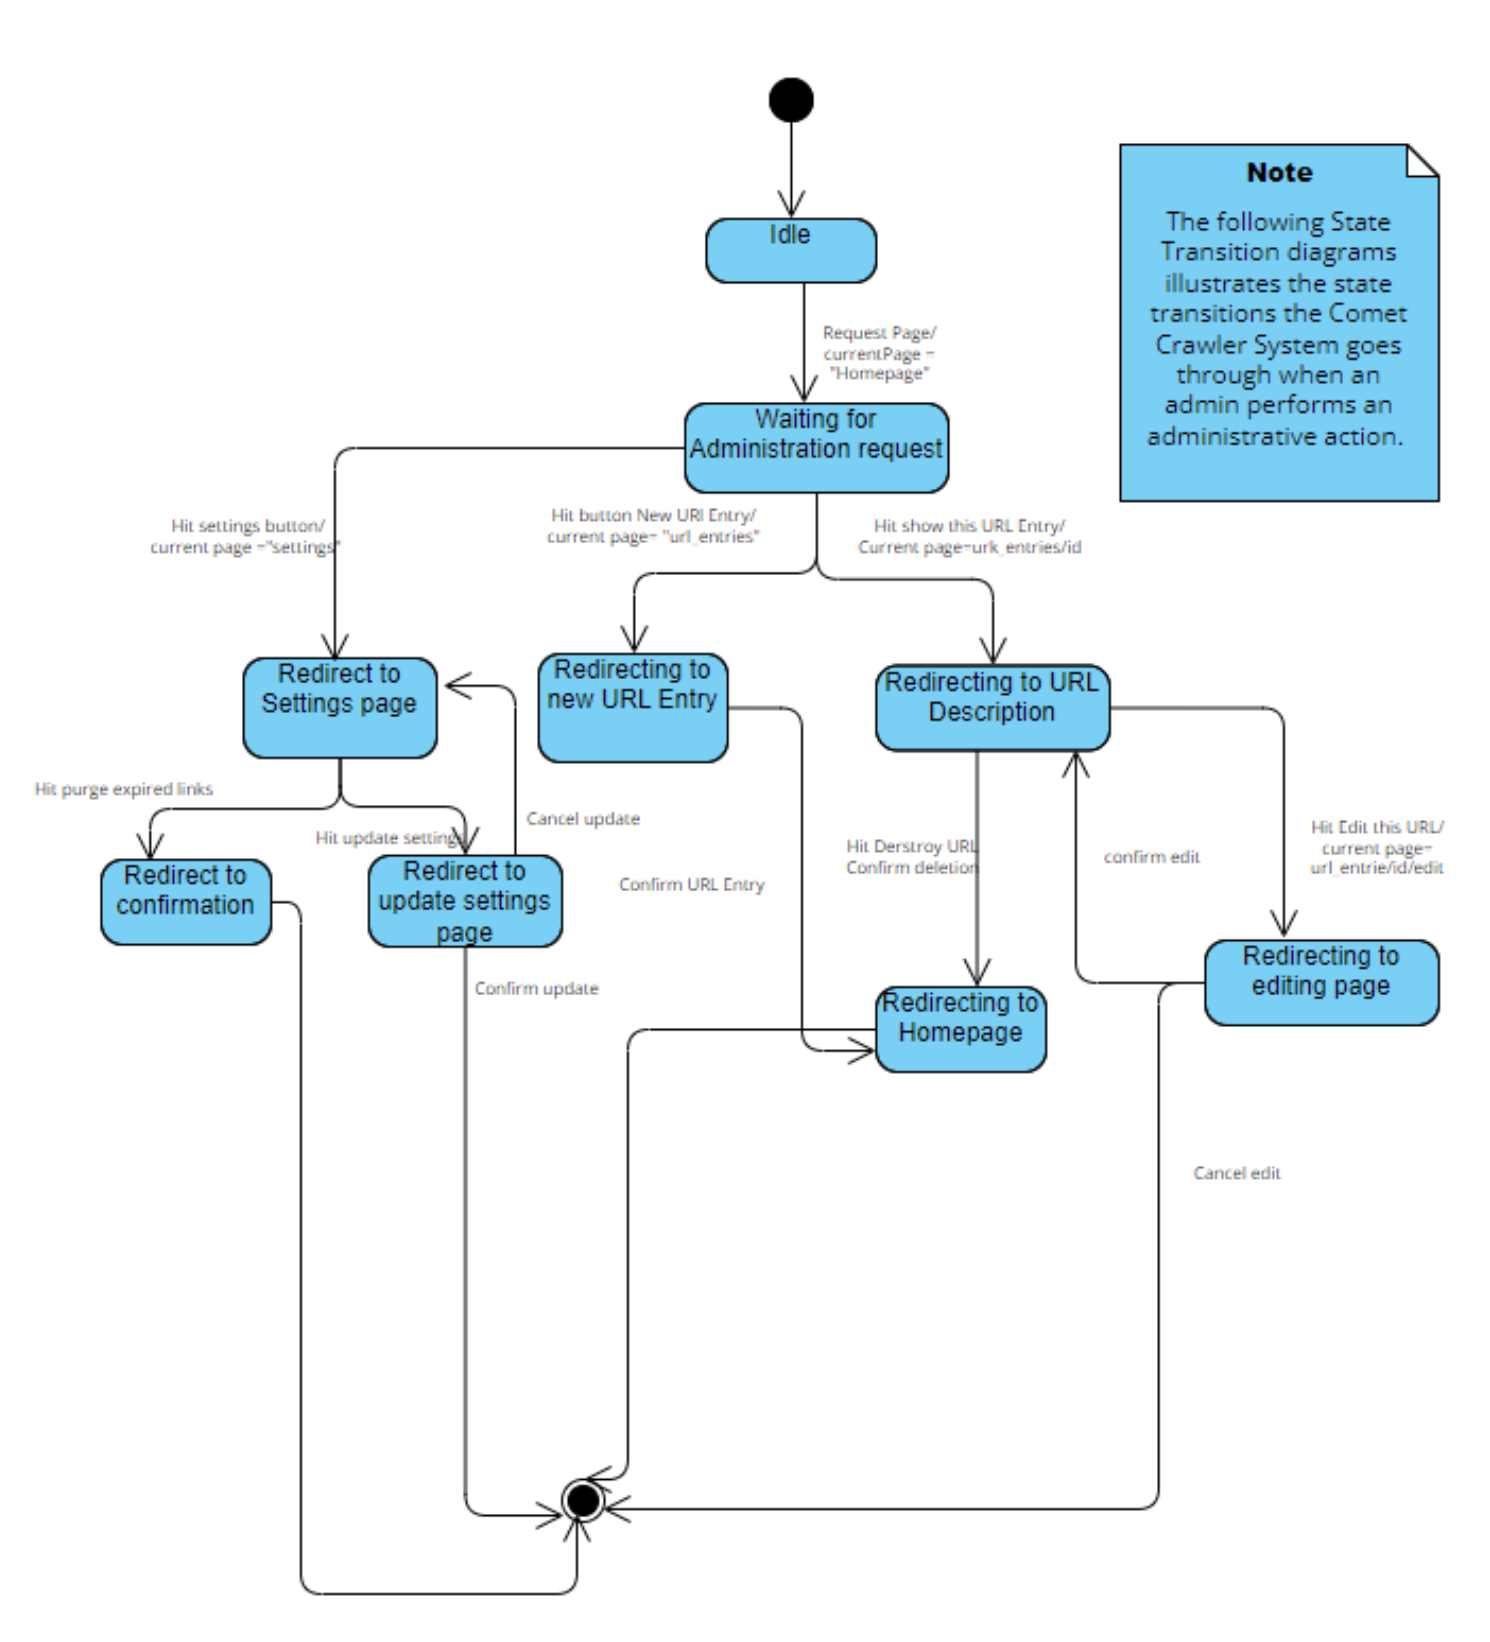 Note
The following State
Transition diagrams
illustrates the state
transitions the Comet
Crawler System goes
through when an
admin performs an
administrative action.
Idle
Request Page/
currentPage =
"Homepage"
Waiting for
Administration request
Hit settings button/
current page ="settings"
Hit button New URl Entry/
current page= "url_entries"
Hit show this URL Entry/
Current page=urk_entries/id
Redirect to
Settings page
Redirecting to
new URL Entry
Redirecting to URL
Description
Hit purge expired links
Hit update settings
Cancel update
Hit Derstroy URL
Confirm deletion
confirm edit
Hit Edit this URL/
current page=
url_entrie/id/edit
Redirect to
confirmation
Redirect to
update settings
page
Confirm URL Entry
Redirecting to
editing page
Confirm update
Redirecting to
Homepage
Cancel edit